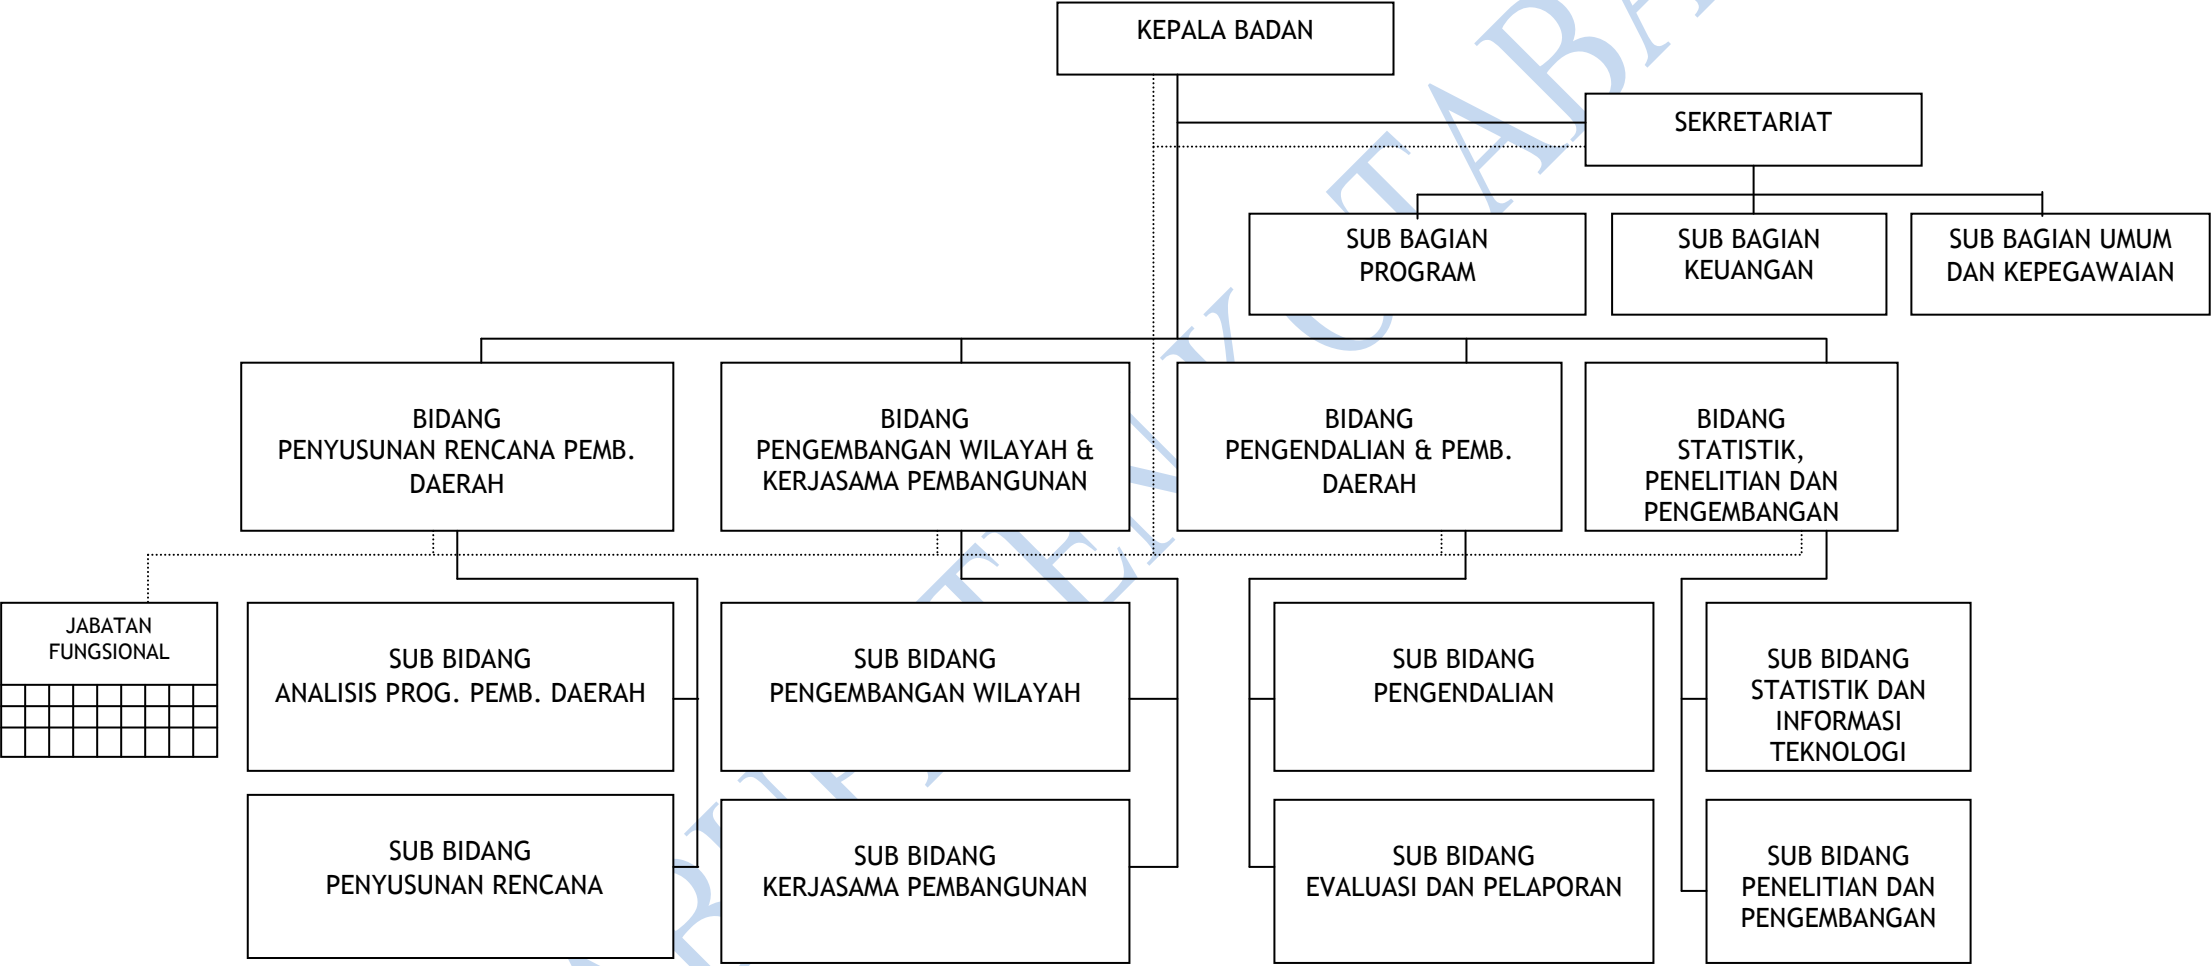 KEPALA BADAN
SEKRETARIAT
SUB BAGIAN
PROGRAM
SUB BAGIAN
KEUANGAN
SUB BAGIAN UMUM
DAN KEPEGAWAIAN
BIDANG
PENYUSUNAN RENCANA PEMB.
DAERAH
BIDANG
PENGEMBANGAN WILAYAH &
KERJASAMA PEMBANGUNAN
BIDANG
PENGENDALIAN & PEMB.
DAERAH
BIDANG
STATISTIK,
PENELITIAN DAN
PENGEMBANGAN
JABATAN
FUNGSIONAL
SUB BIDANG
ANALISIS PROG. PEMB. DAERAH
SUB BIDANG
PENGEMBANGAN WILAYAH
SUB BIDANG
PENGENDALIAN
SUB BIDANG
STATISTIK DAN
INFORMASI
TEKNOLOGI
SUB BIDANG
PENYUSUNAN RENCANA
SUB BIDANG
KERJASAMA PEMBANGUNAN
SUB BIDANG
EVALUASI DAN PELAPORAN
SUB BIDANG
PENELITIAN DAN
PENGEMBANGAN